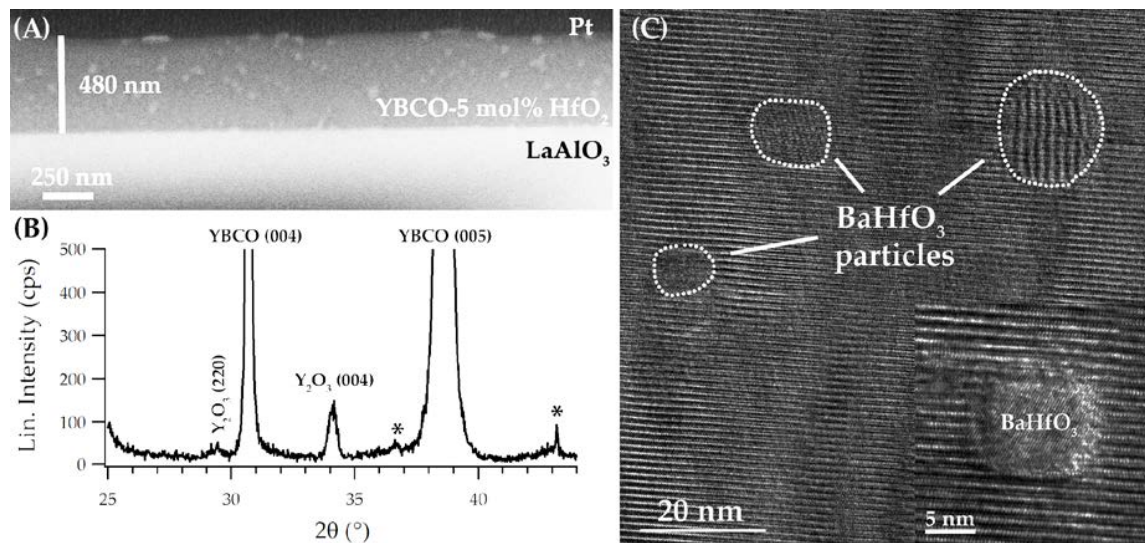 (A)
Pt
480 nm
YBCO-5 mol% HfO₂
LaAlO₃
250 nm
(B)
YBCO (004)
YBCO (005)
500
400
300
200
100
0
Lin. Intensity (cps)
Y₂O₃ (220)
Y₂O₃ (004)
*
*
25
30
35
40
2θ (°)
(C)
BaHfO₃
particles
BaHfO₃
20 nm
5 nm